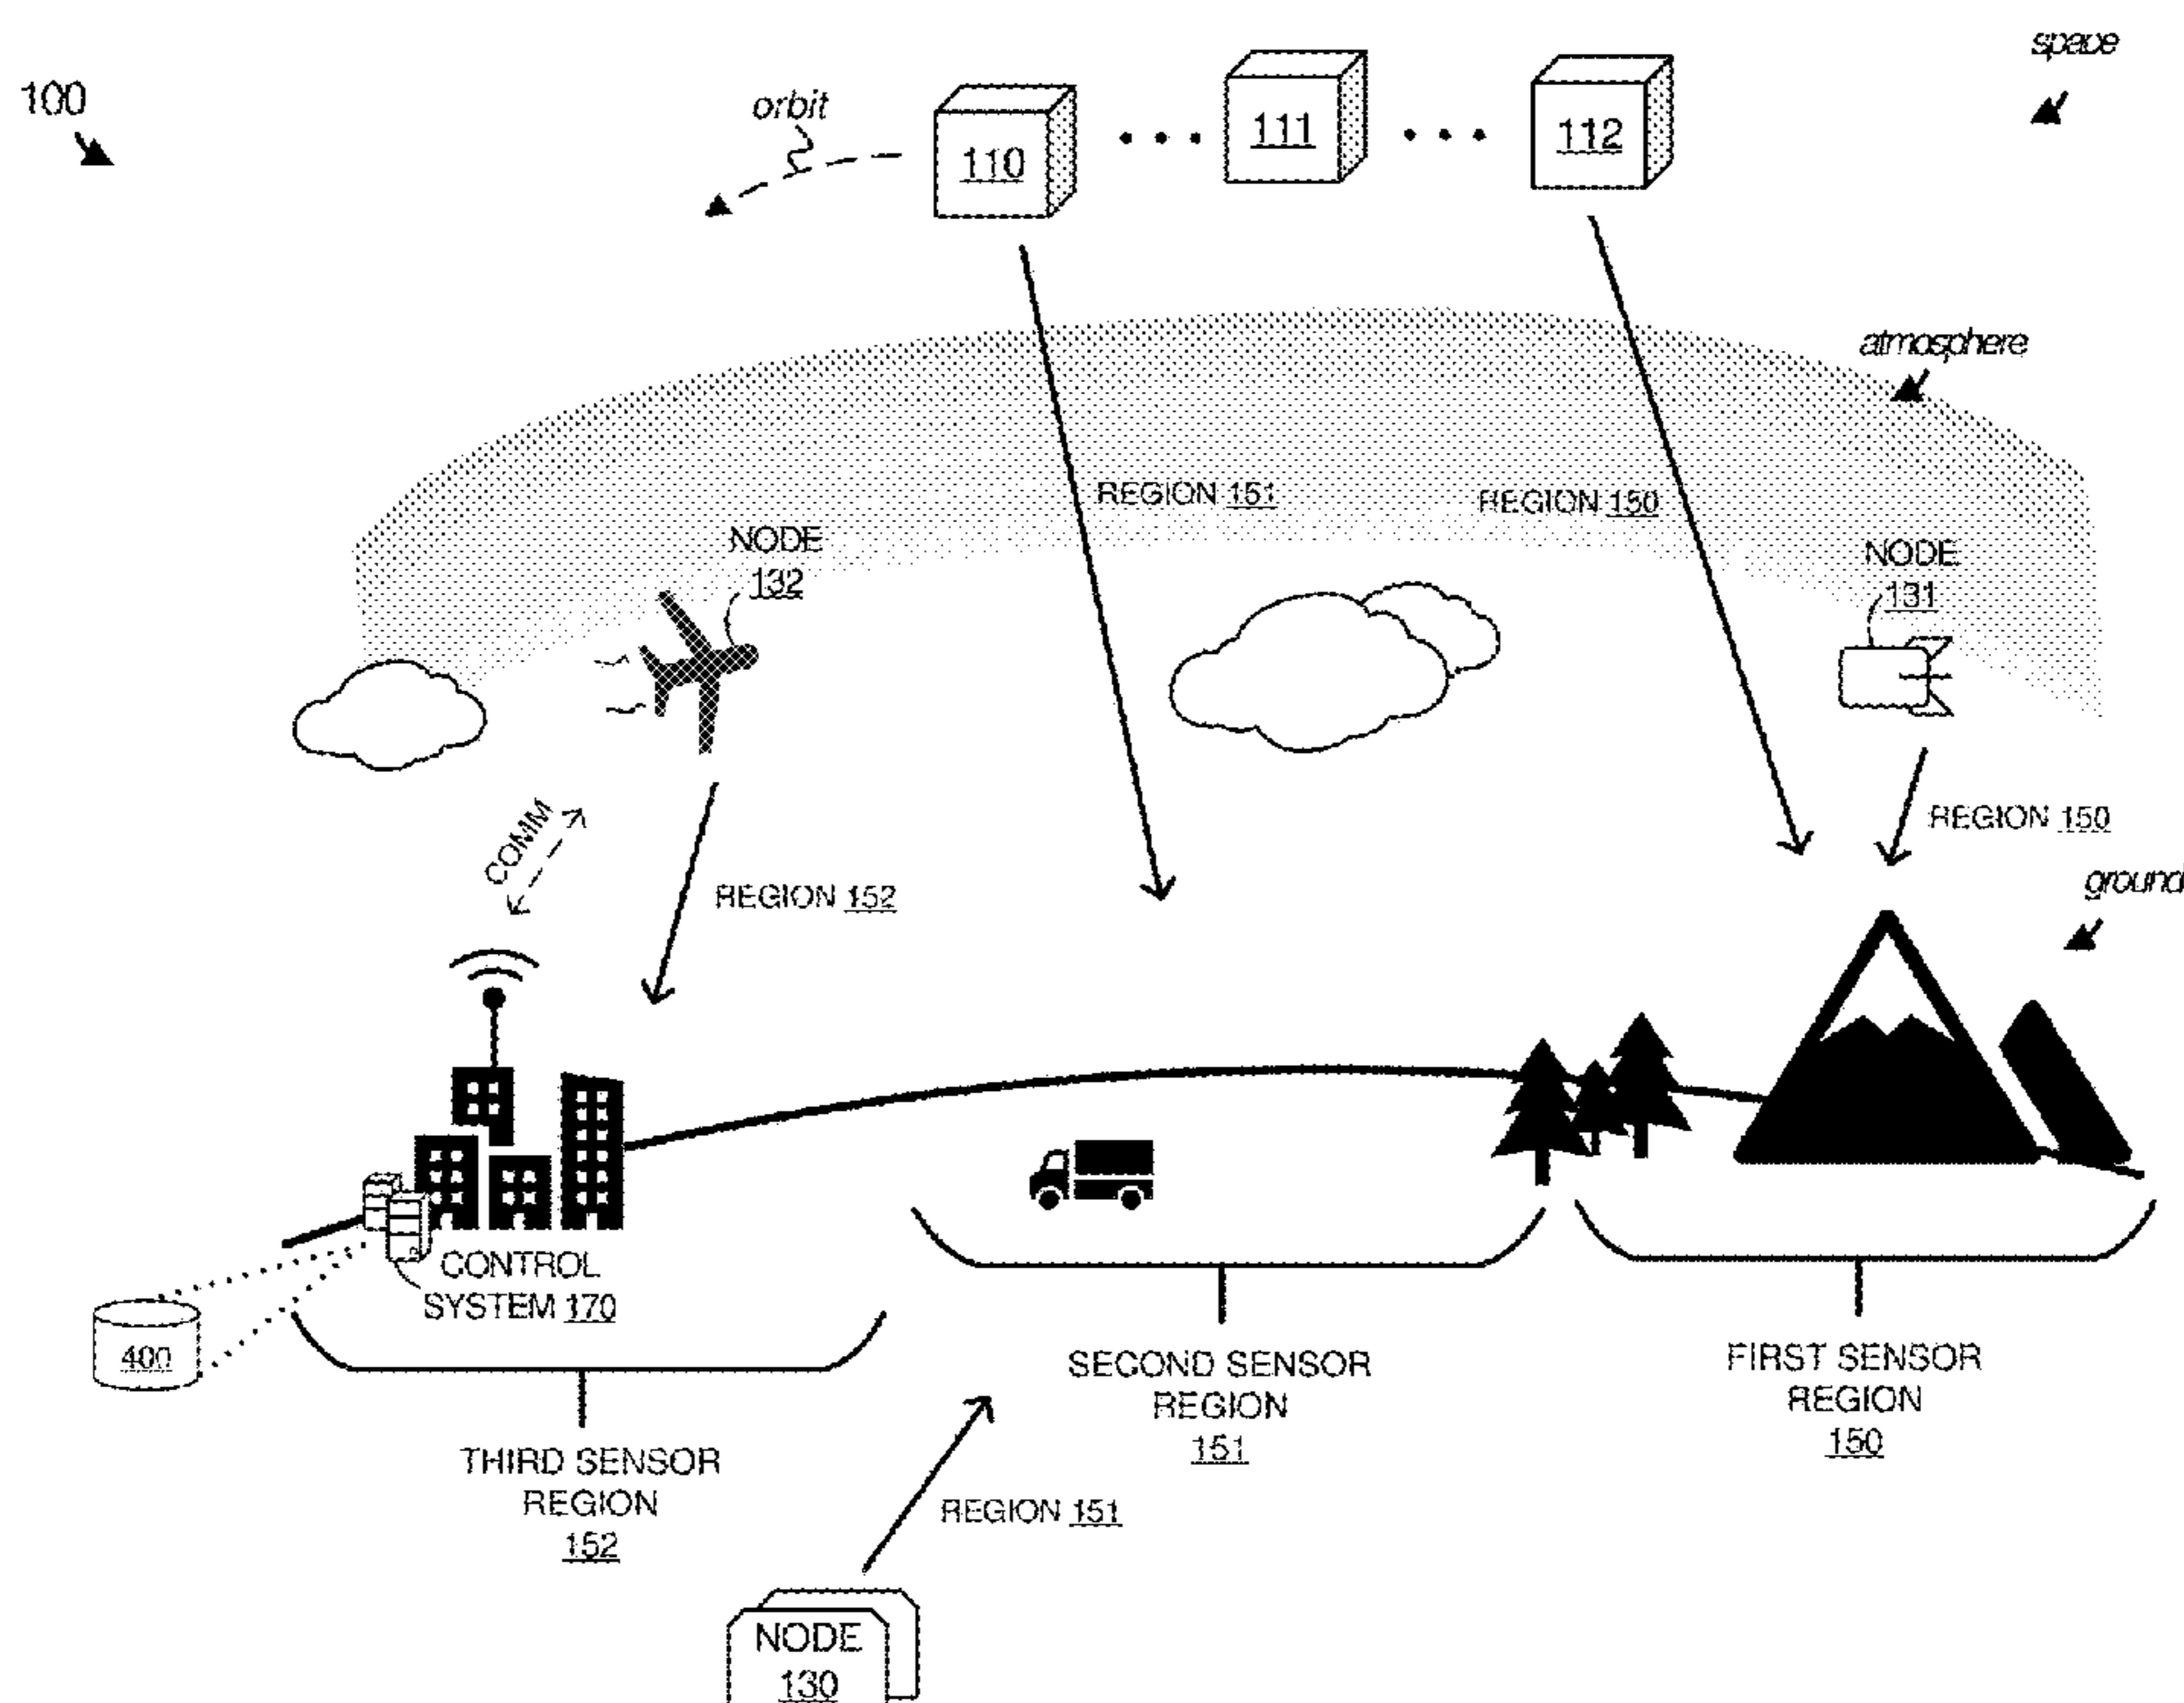 space
100
orbit
110
111
112
atmosphere
REGION 151
REGION 150
NODE
132
NODE
131
COMM
REGION 150
REGION 152
ground
CONTROL
SYSTEM 170
400
SECOND SENSOR
REGION
151
FIRST SENSOR
REGION
150
THIRD SENSOR
REGION
152
REGION 151
NODE
130